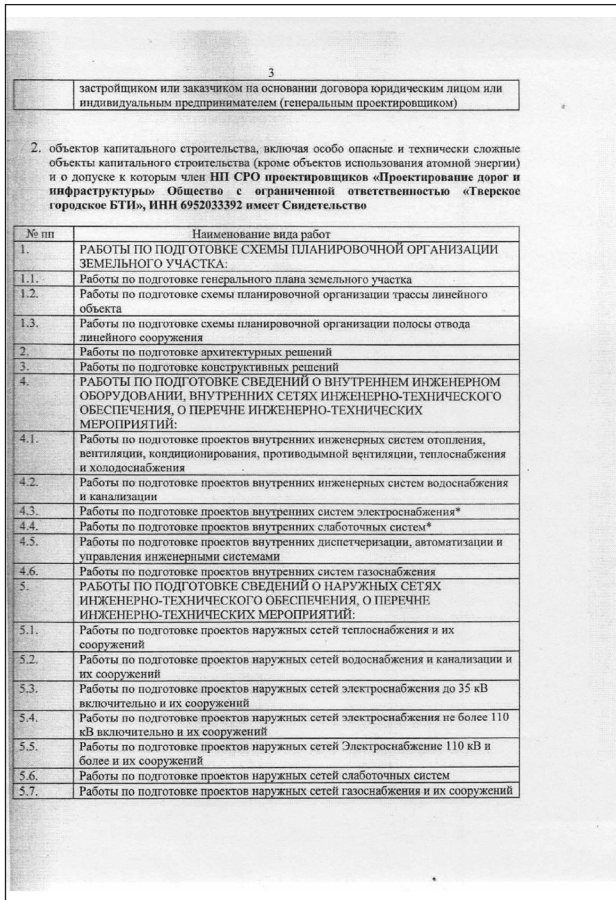 3
застройщиком или заказчиком на основании договора юридическим лицом или
индивидуальным предпринимателем (генеральным проектировщиком)
2. объектов капитального строительства, включая особо опасные и технически сложные
объекты капитального строительства (кроме объектов использования атомной энергии)
и о допуске к которым член НП СРО проектировщиков «Проектирование дорог и
инфраструктуры» Общество с ограниченной ответственностью «Тверское
городское БТИ», ИНН 6952033392 имеет Свидетельство
№ пп Наименование вида работ
1. РАБОТЫ ПО ПОДГОТОВКЕ СХЕМЫ ПЛАНИРОВОЧНОЙ ОРГАНИЗАЦИИ
ЗЕМЕЛЬНОГО УЧАСТКА:
1.1. Работы по подготовке генерального плана земельного участка
1.2. Работы по подготовке схемы планировочной организации трассы линейного
объекта
1.3. Работы по подготовке схемы планировочной организации полосы отвода
линейного сооружения
2. Работы по подготовке архитектурных решений
3. Работы по подготовке конструктивных решений
4. РАБОТЫ ПО ПОДГОТОВКЕ СВЕДЕНИЙ О ВНУТРЕННЕМ ИНЖЕНЕРНОМ
ОБОРУДОВАНИИ, ВНУТРЕННИХ СЕТЯХ ИНЖЕНЕРНО-ТЕХНИЧЕСКОГО
ОБЕСПЕЧЕНИЯ, О ПЕРЕЧНЕ ИНЖЕНЕРНО-ТЕХНИЧЕСКИХ
МЕРОПРИЯТИЙ:
4.1. Работы по подготовке проектов внутренних инженерных систем отопления,
вентиляции, кондиционирования, противодымной вентиляции, теплоснабжения
и холодоснабжения
4.2. Работы по подготовке проектов внутренних инженерных систем водоснабжения
и канализации
4.3. Работы по подготовке проектов внутренних систем электроснабжения*
4.4. Работы по подготовке проектов внутренних слаботочных систем*
4.5. Работы по подготовке проектов внутренних диспетчеризации, автоматизации и
управления инженерными системами
4.6. Работы по подготовке проектов внутренних систем газоснабжения
5. РАБОТЫ ПО ПОДГОТОВКЕ СВЕДЕНИЙ О НАРУЖНЫХ СЕТЯХ
ИНЖЕНЕРНО-ТЕХНИЧЕСКОГО ОБЕСПЕЧЕНИЯ, О ПЕРЕЧНЕ
ИНЖЕНЕРНО-ТЕХНИЧЕСКИХ МЕРОПРИЯТИЙ:
5.1. Работы по подготовке проектов наружных сетей теплоснабжения и их
сооружений
5.2. Работы по подготовке проектов наружных сетей водоснабжения и канализации и
их сооружений
5.3. Работы по подготовке проектов наружных сетей электроснабжения до 35 кВ
включительно и их сооружений
5.4. Работы по подготовке проектов наружных сетей электроснабжения не более 110
кВ включительно и их сооружений
5.5. Работы по подготовке проектов наружных сетей Электроснабжение 110 кВ и
более и их сооружений
5.6. Работы по подготовке проектов наружных сетей слаботочных систем
5.7. Работы по подготовке проектов наружных сетей газоснабжения и их сооружений